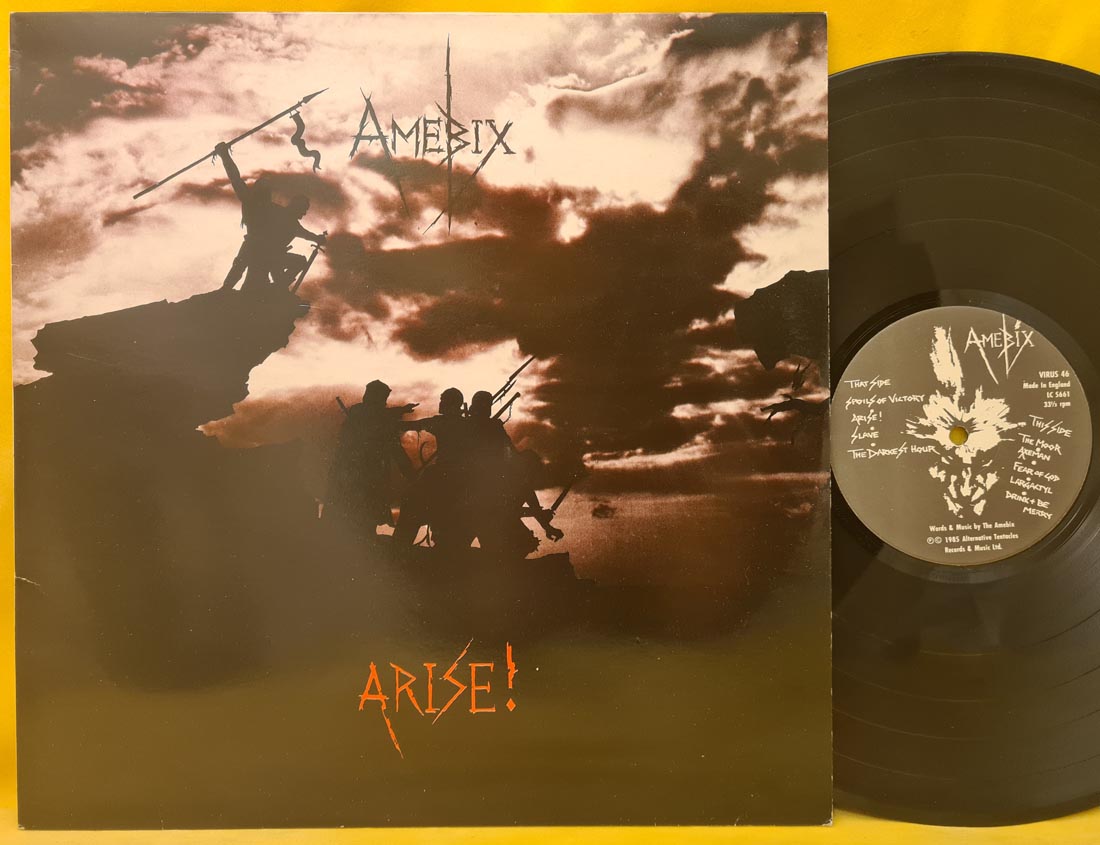 AMEBIX
ARISE!
AMEBIX
VIRUS 46
Made in England
LC 5661
33⅓ rpm
THAT SIDE
SPOILS OF VICTORY
ARISE!
SLAVE
THE DARKEST HOUR
THIS SIDE
THE MOOR
AXEMAN
FEAR OF GOD
LARGACTYL
DRINK + BE
MERRY
Words & Music by The Amebix
℗© 1985 Alternative Tentacles
Records & Music Ltd.